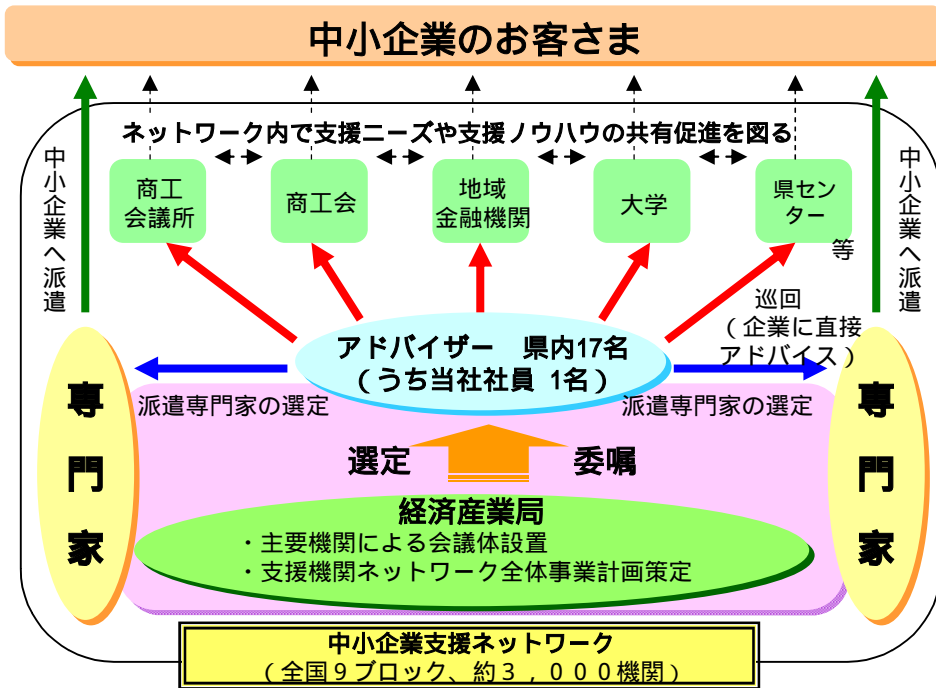 中小企業のお客さま
ネットワーク内で支援ニーズや支援ノウハウの共有促進を図る
中小企業へ派遣
商工
会議所
商工会
地域
金融機関
大学
県セン
ター
等
中小企業へ派遣
巡回
（企業に直接
アドバイス）
アドバイザー　県内17名
（うち当社社員 1名）
専門家
派遣専門家の選定
派遣専門家の選定
専門家
選定
委嘱
経済産業局
・主要機関による会議体設置
・支援機関ネットワーク全体事業計画策定
中小企業支援ネットワーク
（全国９ブロック、約３，０００機関）